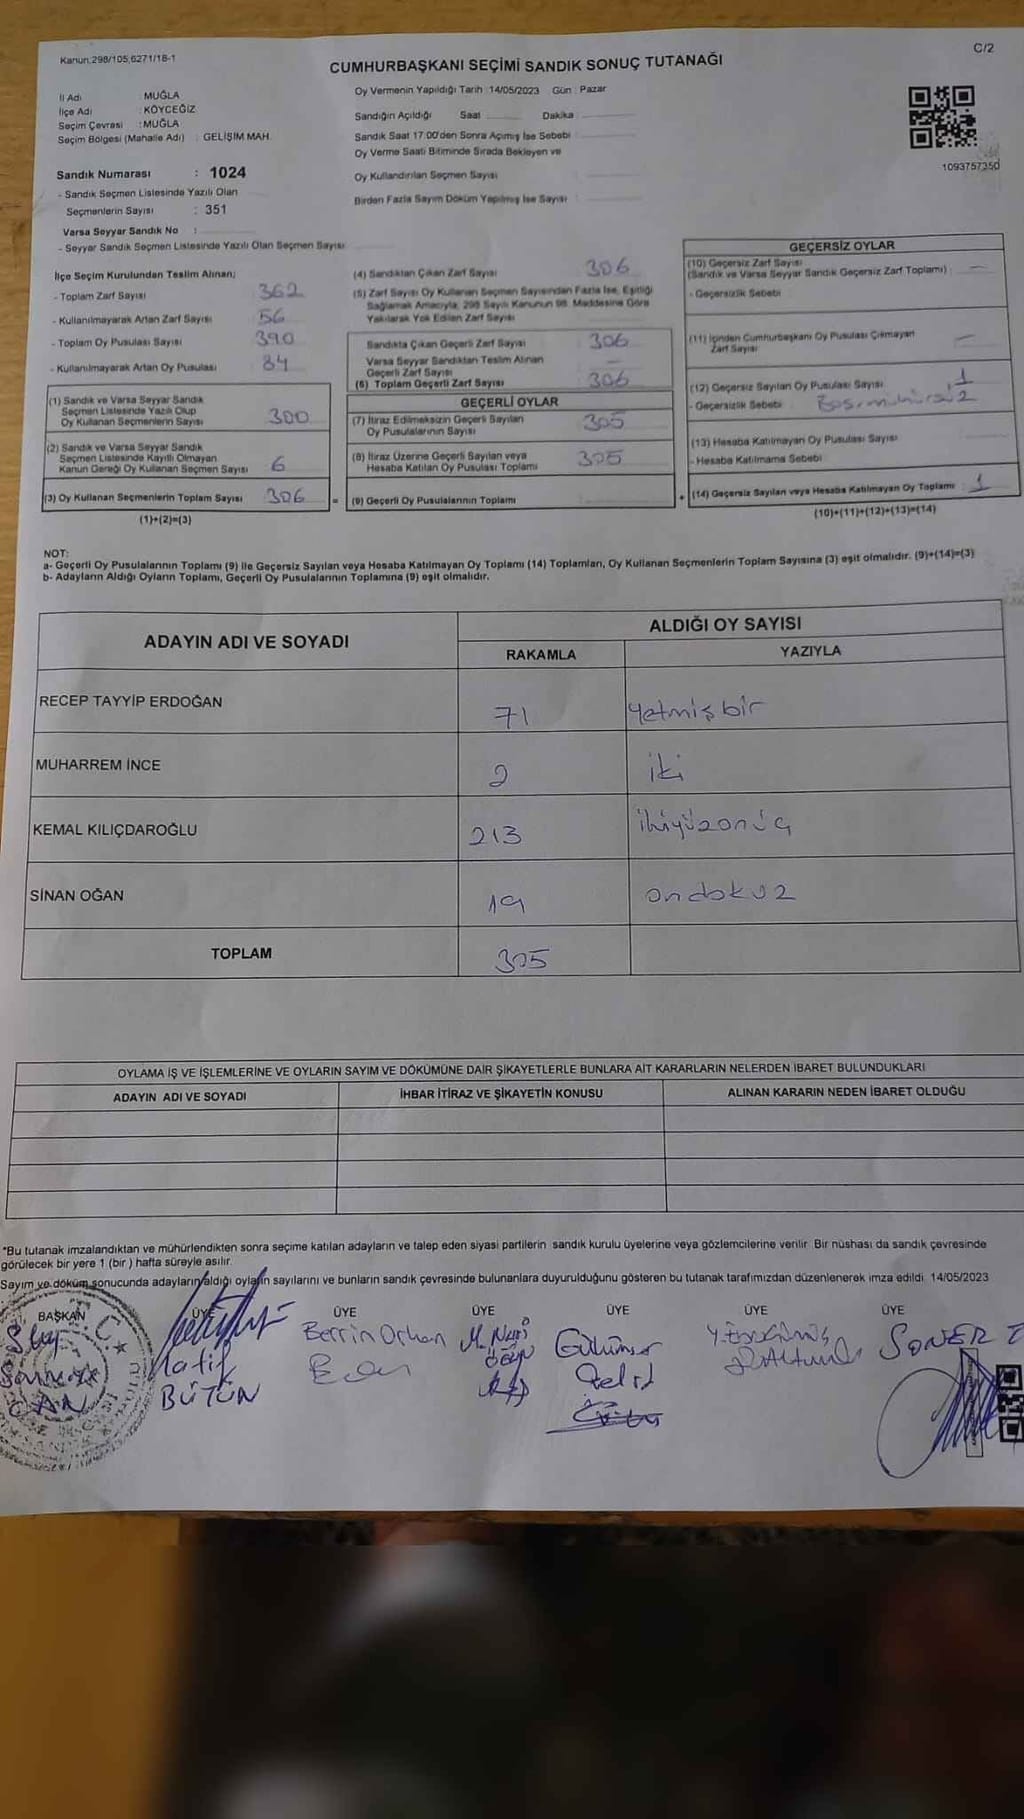 Kanun,298/105,6271/18-1
C/2
CUMHURBAŞKANI SEÇİMİ SANDIK SONUÇ TUTANAĞI
İl Adı : MUĞLA
İlçe Adı : KÖYCEĞİZ
Seçim Çevresi : MUĞLA
Seçim Bölgesi (Mahalle Adı) : GELİŞİM MAH.
Sandık Numarası : 1024
- Sandık Seçmen Listesinde Yazılı Olan
Seçmenlerin Sayısı : 351
Varsa Seyyar Sandık No :
- Seyyar Sandık Seçmen Listesinde Yazılı Olan Seçmen Sayısı
Oy Vermenin Yapıldığı Tarih : 14/05/2023 Gün : Pazar
Sandığın Açıldığı Saat Dakika
Sandık Saat 17:00'den Sonra Açılmış İse Sebebi
Oy Verme Saati Bitiminde Sırada Bekleyen ve
Oy Kullandırılan Seçmen Sayısı
Birden Fazla Sayım Döküm Yapılmış İse Sayısı
1093757350
İlçe Seçim Kurulundan Teslim Alınan;
- Toplam Zarf Sayısı 362
- Kullanılmayarak Artan Zarf Sayısı 56
- Toplam Oy Pusulası Sayısı 390
- Kullanılmayarak Artan Oy Pusulası 84
(1) Sandık ve Varsa Seyyar Sandık
Seçmen Listesinde Yazılı Olup
Oy Kullanan Seçmenlerin Sayısı 300
(2) Sandık ve Varsa Seyyar Sandık
Seçmen Listesinde Kayıtlı Olmayan
Kanun Gereği Oy Kullanan Seçmen Sayısı 6
(3) Oy Kullanan Seçmenlerin Toplam Sayısı 306 =
(1)+(2)=(3)
(4) Sandıktan Çıkan Zarf Sayısı 306
(5) Zarf Sayısı Oy Kullanan Seçmen Sayısından Fazla İse, Eşitliği
Sağlamak Amacıyla, 298 Sayılı Kanunun 98. Maddesine Göre
Yakılarak Yok Edilen Zarf Sayısı
Sandıkta Çıkan Geçerli Zarf Sayısı 306
Varsa Seyyar Sandıktan Teslim Alınan
Geçerli Zarf Sayısı –
(6) Toplam Geçerli Zarf Sayısı 306
GEÇERLİ OYLAR
(7) İtiraz Edilmeksizin Geçerli Sayılan
Oy Pusulalarının Sayısı 305
(8) İtiraz Üzerine Geçerli Sayılan veya
Hesaba Katılan Oy Pusulası Toplamı 305
(9) Geçerli Oy Pusulalarının Toplamı +
GEÇERSİZ OYLAR
(10) Geçersiz Zarf Sayısı
(Sandık ve Varsa Seyyar Sandık Geçersiz Zarf Toplamı) : –
- Geçersizlik Sebebi
(11) İçinden Cumhurbaşkanı Oy Pusulası Çıkmayan
Zarf Sayısı –
(12) Geçersiz Sayılan Oy Pusulası Sayısı 1
- Geçersizlik Sebebi
(13) Hesaba Katılmayan Oy Pusulası Sayısı
- Hesaba Katılmama Sebebi
(14) Geçersiz Sayılan veya Hesaba Katılmayan Oy Toplamı : 1
(10)+(11)+(12)+(13)=(14)
NOT:
a- Geçerli Oy Pusulalarının Toplamı (9) ile Geçersiz Sayılan veya Hesaba Katılmayan Oy Toplamı (14) Toplamları, Oy Kullanan Seçmenlerin Toplam Sayısına (3) eşit olmalıdır. (9)+(14)=(3)
b- Adayların Aldığı Oyların Toplamı, Geçerli Oy Pusulalarının Toplamına (9) eşit olmalıdır.
ADAYIN ADI VE SOYADI
ALDIĞI OY SAYISI
RAKAMLA YAZIYLA
RECEP TAYYİP ERDOĞAN 71 yetmişbir
MUHARREM İNCE 2 iki
KEMAL KILIÇDAROĞLU 213 ikiyüzonüç
SİNAN OĞAN 19 ondokuz
TOPLAM 305
OYLAMA İŞ VE İŞLEMLERİNE VE OYLARIN SAYIM VE DÖKÜMÜNE DAİR ŞİKAYETLERLE BUNLARA AİT KARARLARIN NELERDEN İBARET BULUNDUKLARI
ADAYIN ADI VE SOYADI İHBAR İTİRAZ VE ŞİKAYETİN KONUSU ALINAN KARARIN NEDEN İBARET OLDUĞU
*Bu tutanak imzalandıktan ve mühürlendikten sonra seçime katılan adayların ve talep eden siyasi partilerin sandık kurulu üyelerine veya gözlemcilerine verilir. Bir nüshası da sandık çevresinde
görülecek bir yere 1 (bir) hafta süreyle asılır.
Sayım ve döküm sonucunda adayların aldığı oyların sayılarını ve bunların sandık çevresinde bulunanlara duyurulduğunu gösteren bu tutanak tarafımızdan düzenlenerek imza edildi. 14/05/2023
BAŞKAN ÜYE ÜYE ÜYE ÜYE ÜYE ÜYE
CAN
Latif
BÜTÜN
Berrin Orhan
SONER